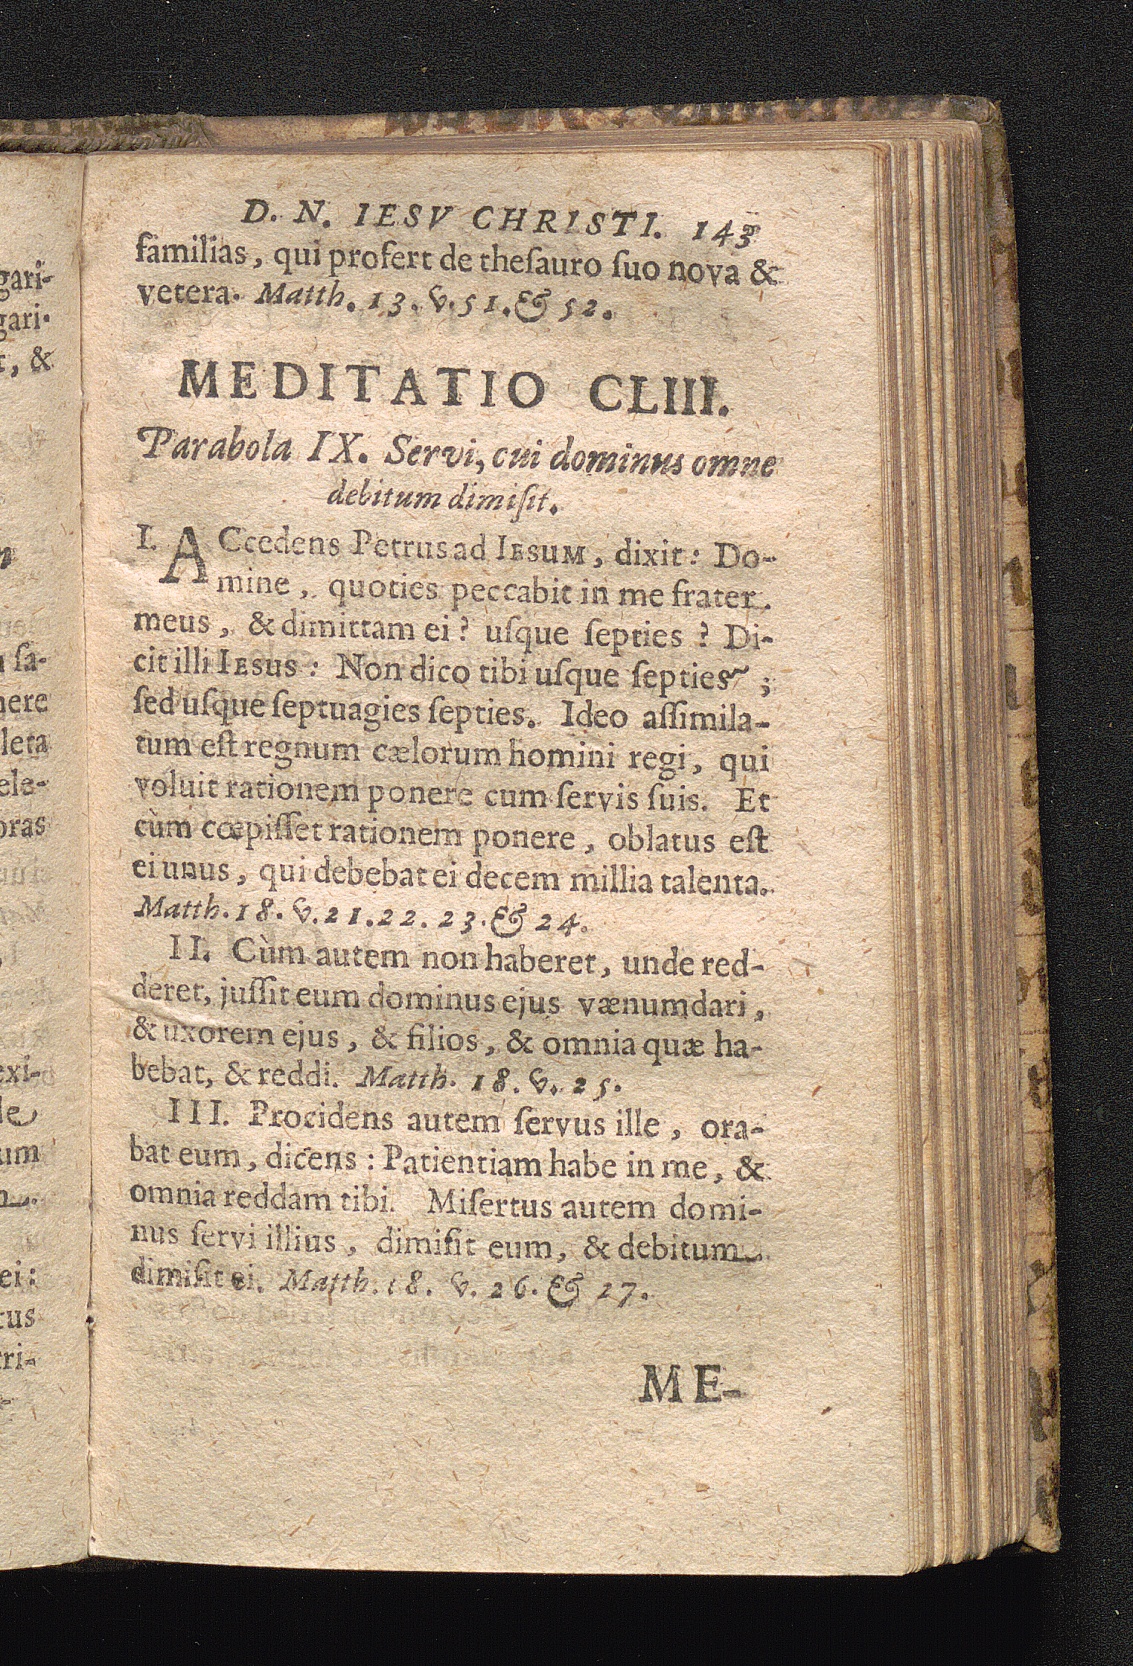 D. N. IESV CHRISTI. 143
familias, qui profert de theſauro ſuo nova &
vetera. Matth. 13. v. 51. & 52.
MEDITATIO CLIII.
Parabola IX. Servi, cui dominus omne
debitum dimiſit.
I. ACcedens Petrus ad IESUM, dixit: Do-
mine, quoties peccabit in me frater
meus, & dimittam ei? uſque ſepties? Di-
cit illi IESUS: Non dico tibi uſque ſepties;
ſed uſque ſeptuagies ſepties. Ideo aſſimila-
tum eſt regnum cælorum homini regi, qui
voluit rationem ponere cum ſervis ſuis. Et
cùm cœpiſſet rationem ponere, oblatus eſt
ei unus, qui debebat ei decem millia talenta.
Matth. 18. v. 21. 22. 23. & 24.
II. Cùm autem non haberet, unde red-
deret, juſſit eum dominus ejus vænumdari,
& uxorem ejus, & filios, & omnia quæ ha-
bebat, & reddi. Matth. 18. v. 25.
III. Procidens autem ſervus ille, ora-
bat eum, dicens: Patientiam habe in me, &
omnia reddam tibi. Miſertus autem domi-
nus ſervi illius, dimiſit eum, & debitum
dimiſit ei. Matth. 18. v. 26. & 27.
ME-